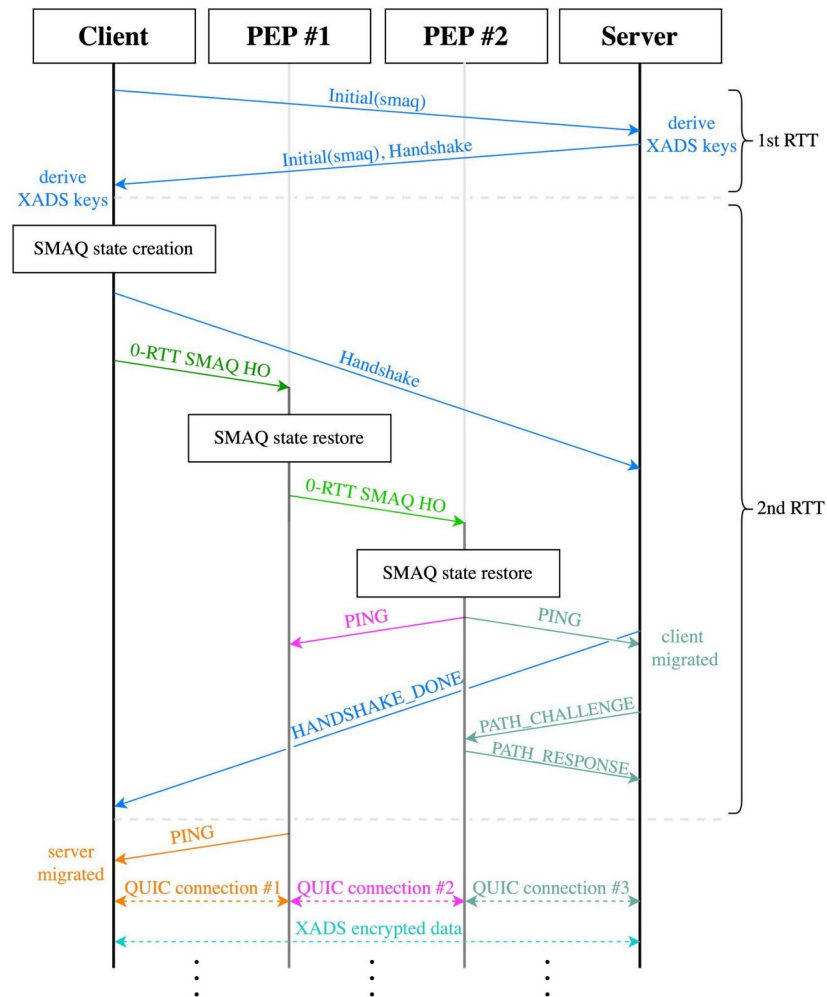 Client
PEP #1
PEP #2
Server
Initial(smaq)
derive
XADS keys
1st RTT
Initial(smaq), Handshake
derive
XADS keys
SMAQ state creation
0-RTT SMAQ HO
Handshake
SMAQ state restore
0-RTT SMAQ HO
2nd RTT
SMAQ state restore
PING
PING
client
migrated
HANDSHAKE_DONE
PATH_CHALLENGE
PATH_RESPONSE
PING
server
migrated
QUIC connection #1
QUIC connection #2
QUIC connection #3
XADS encrypted data